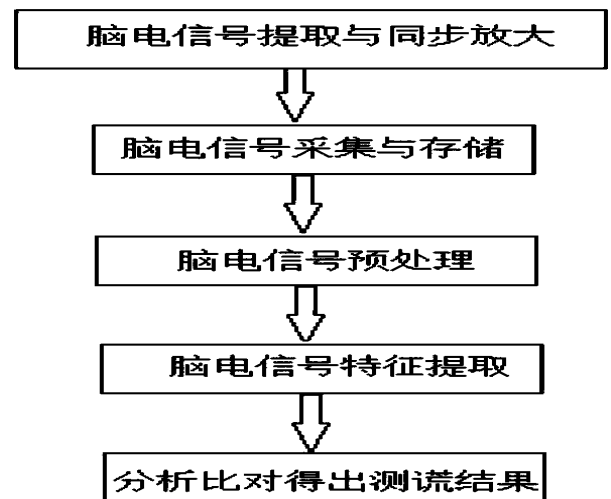 脑电信号提取与同步放大
脑电信号采集与存储
脑电信号预处理
脑电信号特征提取
分析比对得出测谎结果